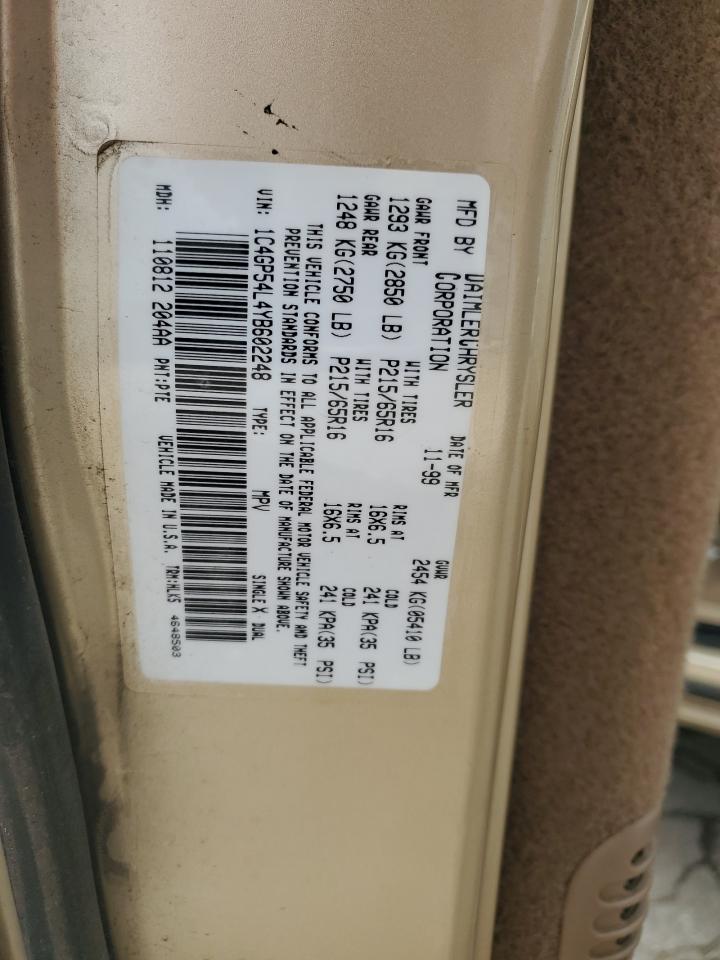 MFD BY DAIMLERCHRYSLER CORPORATION
DATE OF MFR 11-99
GVWR 2454 KG(05410 LB)
GAWR FRONT WITH TIRES RIMS AT COLD
1293 KG(2850 LB) P215/65R16 16X6.5 241 KPA(35 PSI)
GAWR REAR WITH TIRES RIMS AT COLD
1248 KG(2750 LB) P215/65R16 16X6.5 241 KPA(35 PSI)
THIS VEHICLE CONFORMS TO ALL APPLICABLE FEDERAL MOTOR VEHICLE SAFETY AND THEFT
PREVENTION STANDARDS IN EFFECT ON THE DATE OF MANUFACTURE SHOWN ABOVE.
VIN: 1C4GP54L4YB602248 TYPE: MPV SINGLE X DUAL
MDH: 110812 204AA PNT:PTE VEHICLE MADE IN U.S.A. TRM:HLK5 4648503